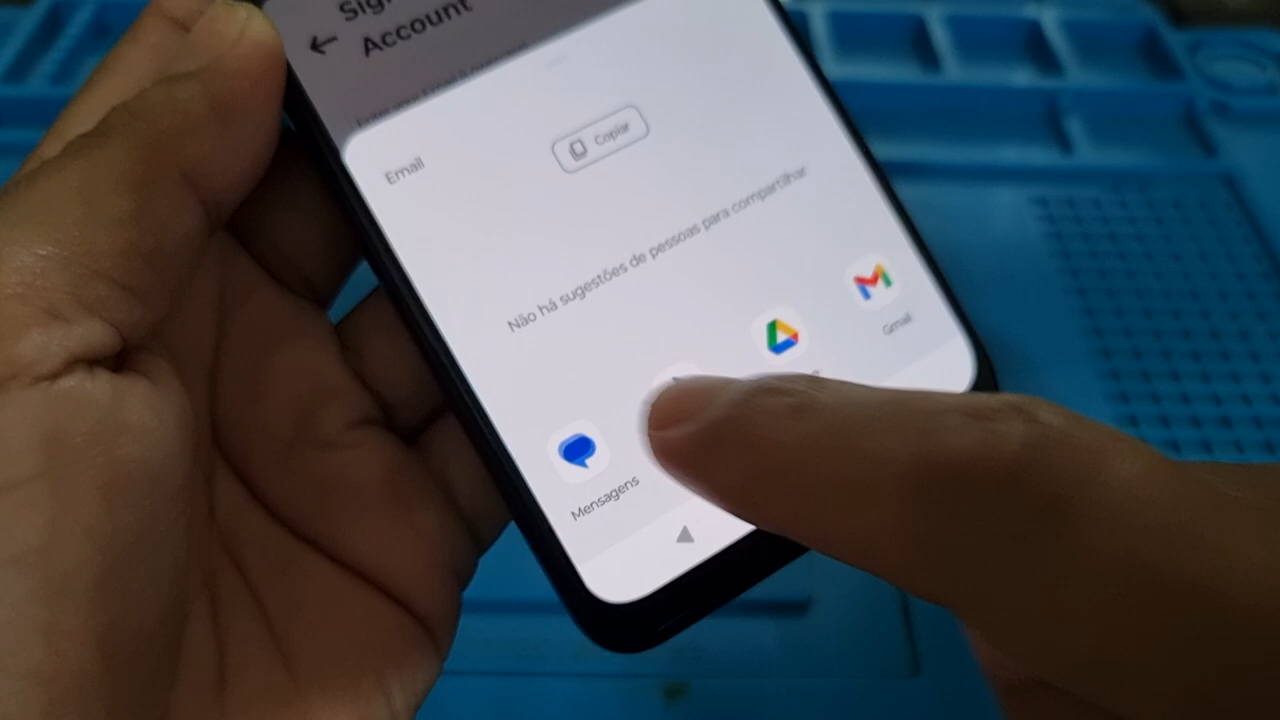 Account
Email
Copiar
Não há sugestões de pessoas para compartilhar
Gmail
Mensagens